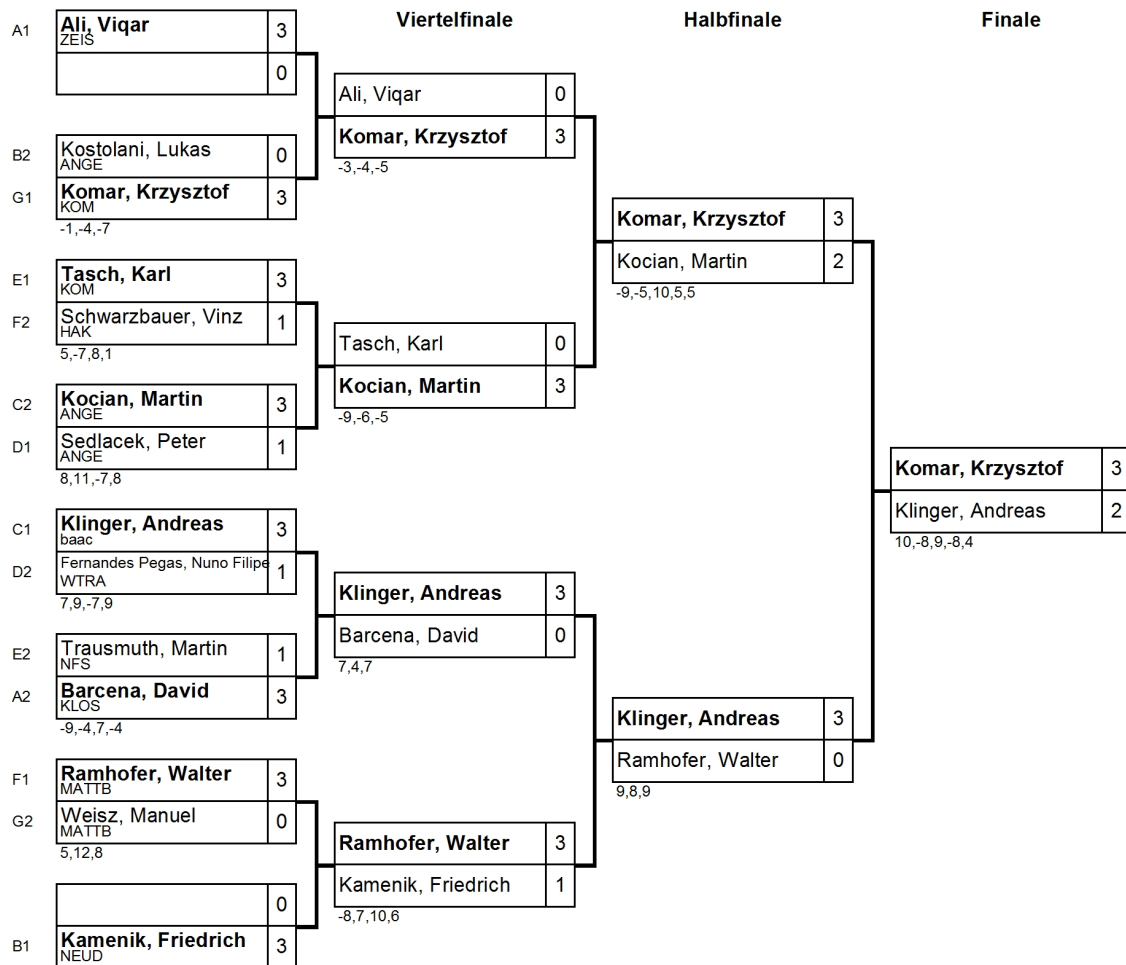 Viertelfinale
Halbfinale
Finale
A1 Ali, Viqar 3
ZEIS
0
B2 Kostolani, Lukas 0
ANGE
G1 Komar, Krzysztof 3
KOM
-1,-4,-7
E1 Tasch, Karl 3
KOM
F2 Schwarzbauer, Vinz 1
HAK
5,-7,8,1
C2 Kocian, Martin 3
ANGE
D1 Sedlacek, Peter 1
ANGE
8,11,-7,8
C1 Klinger, Andreas 3
baac
D2 Fernandes Pegas, Nuno Filipe 1
WTRA
7,9,-7,9
E2 Trausmuth, Martin 1
NFS
A2 Barcena, David 3
KLOS
-9,-4,7,-4
F1 Ramhofer, Walter 3
MATTB
G2 Weisz, Manuel 0
MATTB
5,12,8
0
B1 Kamenik, Friedrich 3
NEUD
Ali, Viqar 0
Komar, Krzysztof 3
-3,-4,-5
Tasch, Karl 0
Kocian, Martin 3
-9,-6,-5
Klinger, Andreas 3
Barcena, David 0
7,4,7
Ramhofer, Walter 3
Kamenik, Friedrich 1
-8,7,10,6
Komar, Krzysztof 3
Kocian, Martin 2
-9,-5,10,5,5
Klinger, Andreas 3
Ramhofer, Walter 0
9,8,9
Komar, Krzysztof 3
Klinger, Andreas 2
10,-8,9,-8,4